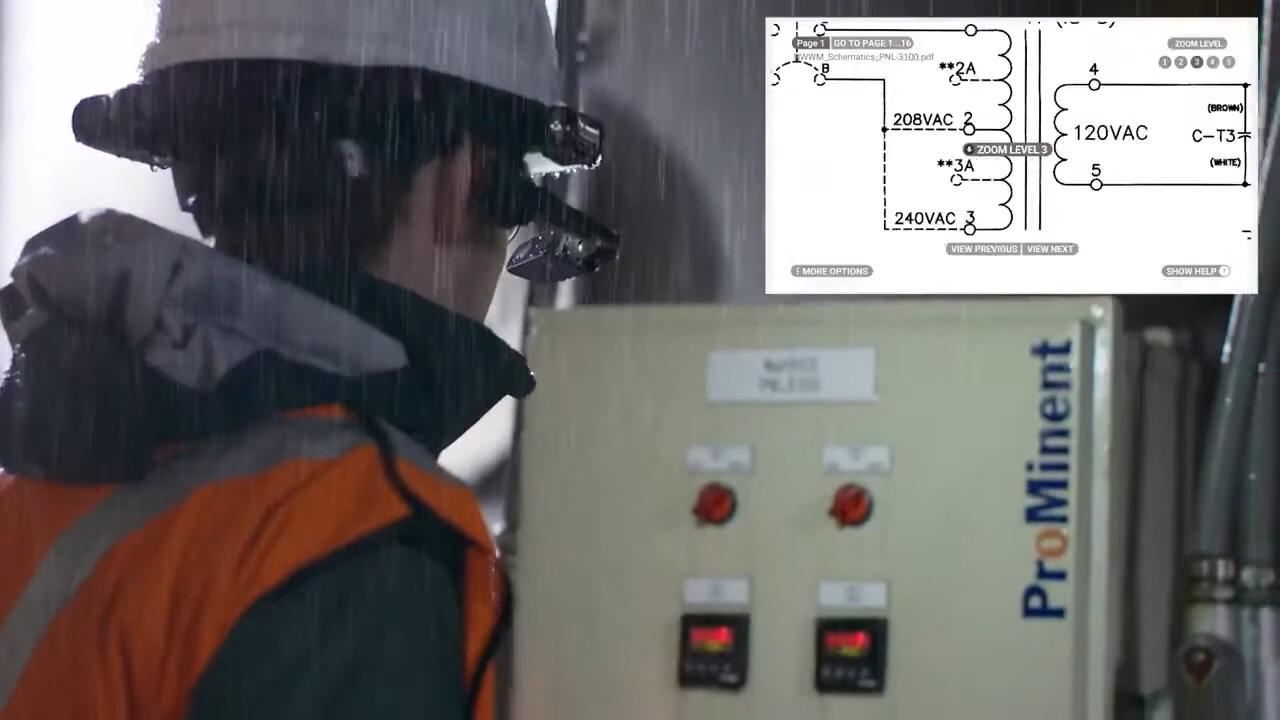 Page 1 GO TO PAGE 1...16
WWM_Schematics_PNL-3100.pdf
ZOOM LEVEL
1 2 3 4 5
B
**2A
208VAC 2
ZOOM LEVEL 3
**3A
240VAC 3
4
120VAC
5
(BROWN)
C-T3
(WHITE)
VIEW PREVIOUS | VIEW NEXT
⋮ MORE OPTIONS
SHOW HELP ?
ProMinent